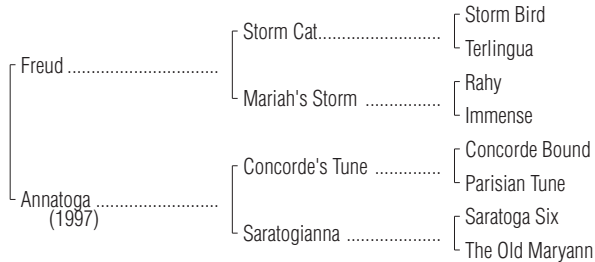 Storm Bird
Storm Cat..........................
Terlingua
Freud ................................
Rahy
Mariah's Storm ................
Immense
Concorde Bound
Concorde's Tune ..............
Parisian Tune
Annatoga ..........................
(1997)
Saratoga Six
Saratogianna ....................
The Old Maryann